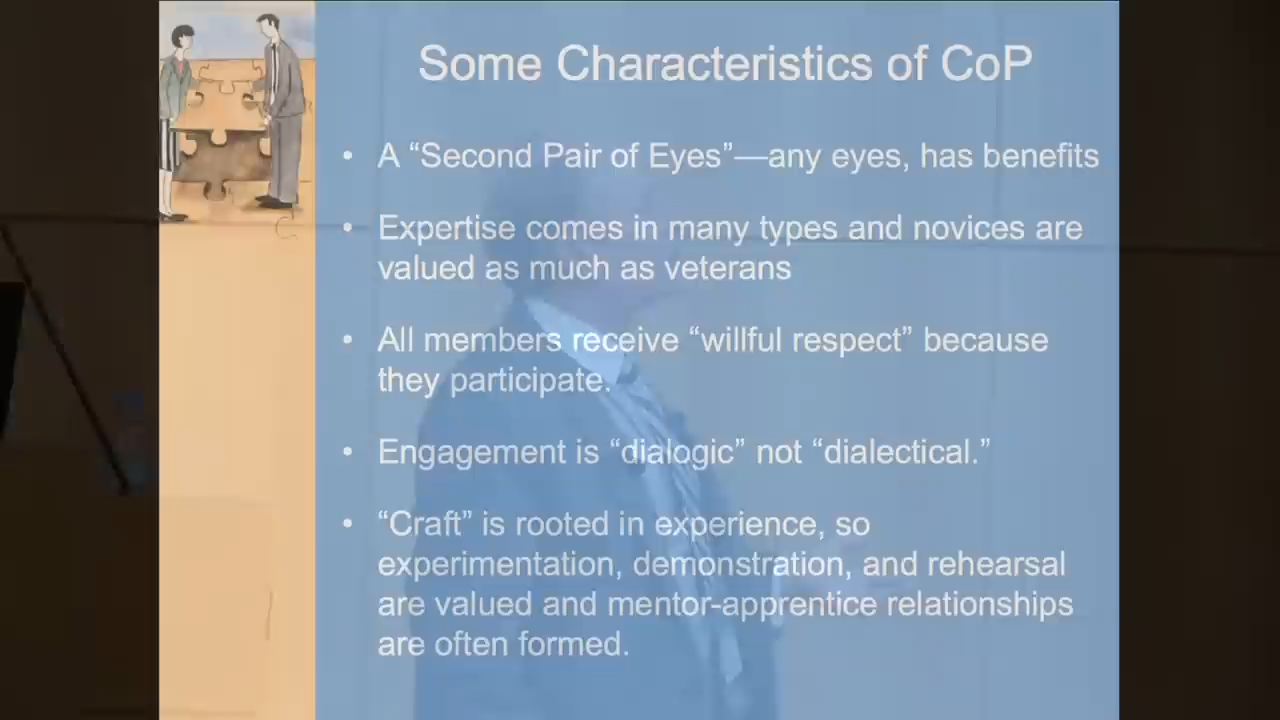 Some Characteristics of CoP
• A “Second Pair of Eyes”—any eyes, has benefits
• Expertise comes in many types and novices are
valued as much as veterans
• All members receive “willful respect” because
they participate.
• Engagement is “dialogic” not “dialectical.”
• “Craft” is rooted in experience, so
experimentation, demonstration, and rehearsal
are valued and mentor-apprentice relationships
are often formed.